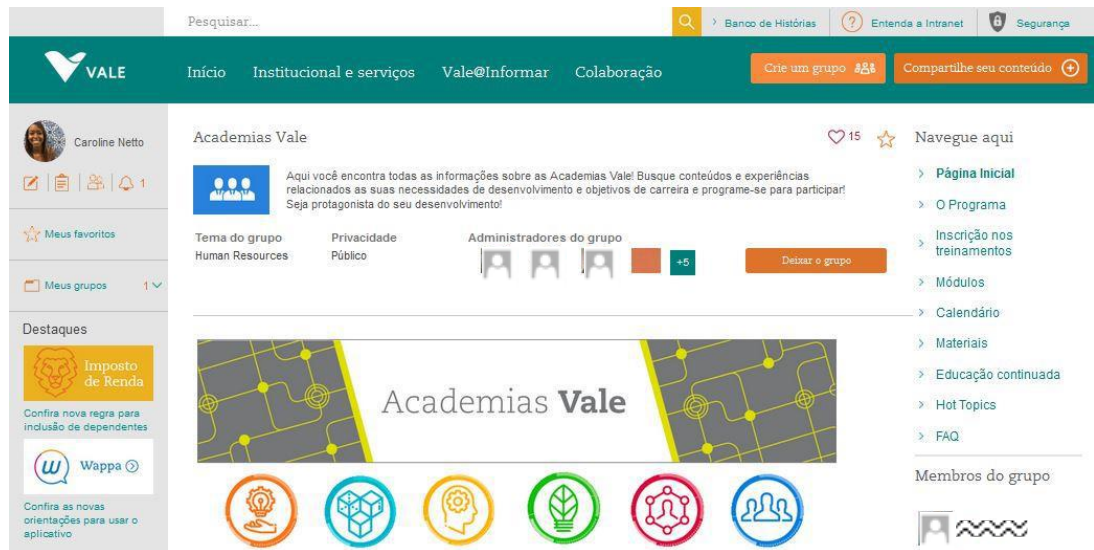 Pesquisar...
Banco de Histórias
Entenda a Intranet
Segurança
VALE
Início
Institucional e serviços
Vale@Informar
Colaboração
Crie um grupo
Compartilhe seu conteúdo
Caroline Netto
1
Meus favoritos
Meus grupos 1
Destaques
Imposto
de Renda
Confira nova regra para
inclusão de dependentes
Wappa
Confira as novas
orientações para usar o
aplicativo
Academias Vale
15
Aqui você encontra todas as informações sobre as Academias Vale! Busque conteúdos e experiências
relacionados as suas necessidades de desenvolvimento e objetivos de carreira e programe-se para participar!
Seja protagonista do seu desenvolvimento!
Tema do grupo
Human Resources
Privacidade
Público
Administradores do grupo
+5
Deixar o grupo
Academias Vale
Navegue aqui
Página Inicial
O Programa
Inscrição nos
treinamentos
Módulos
Calendário
Materiais
Educação continuada
Hot Topics
FAQ
Membros do grupo